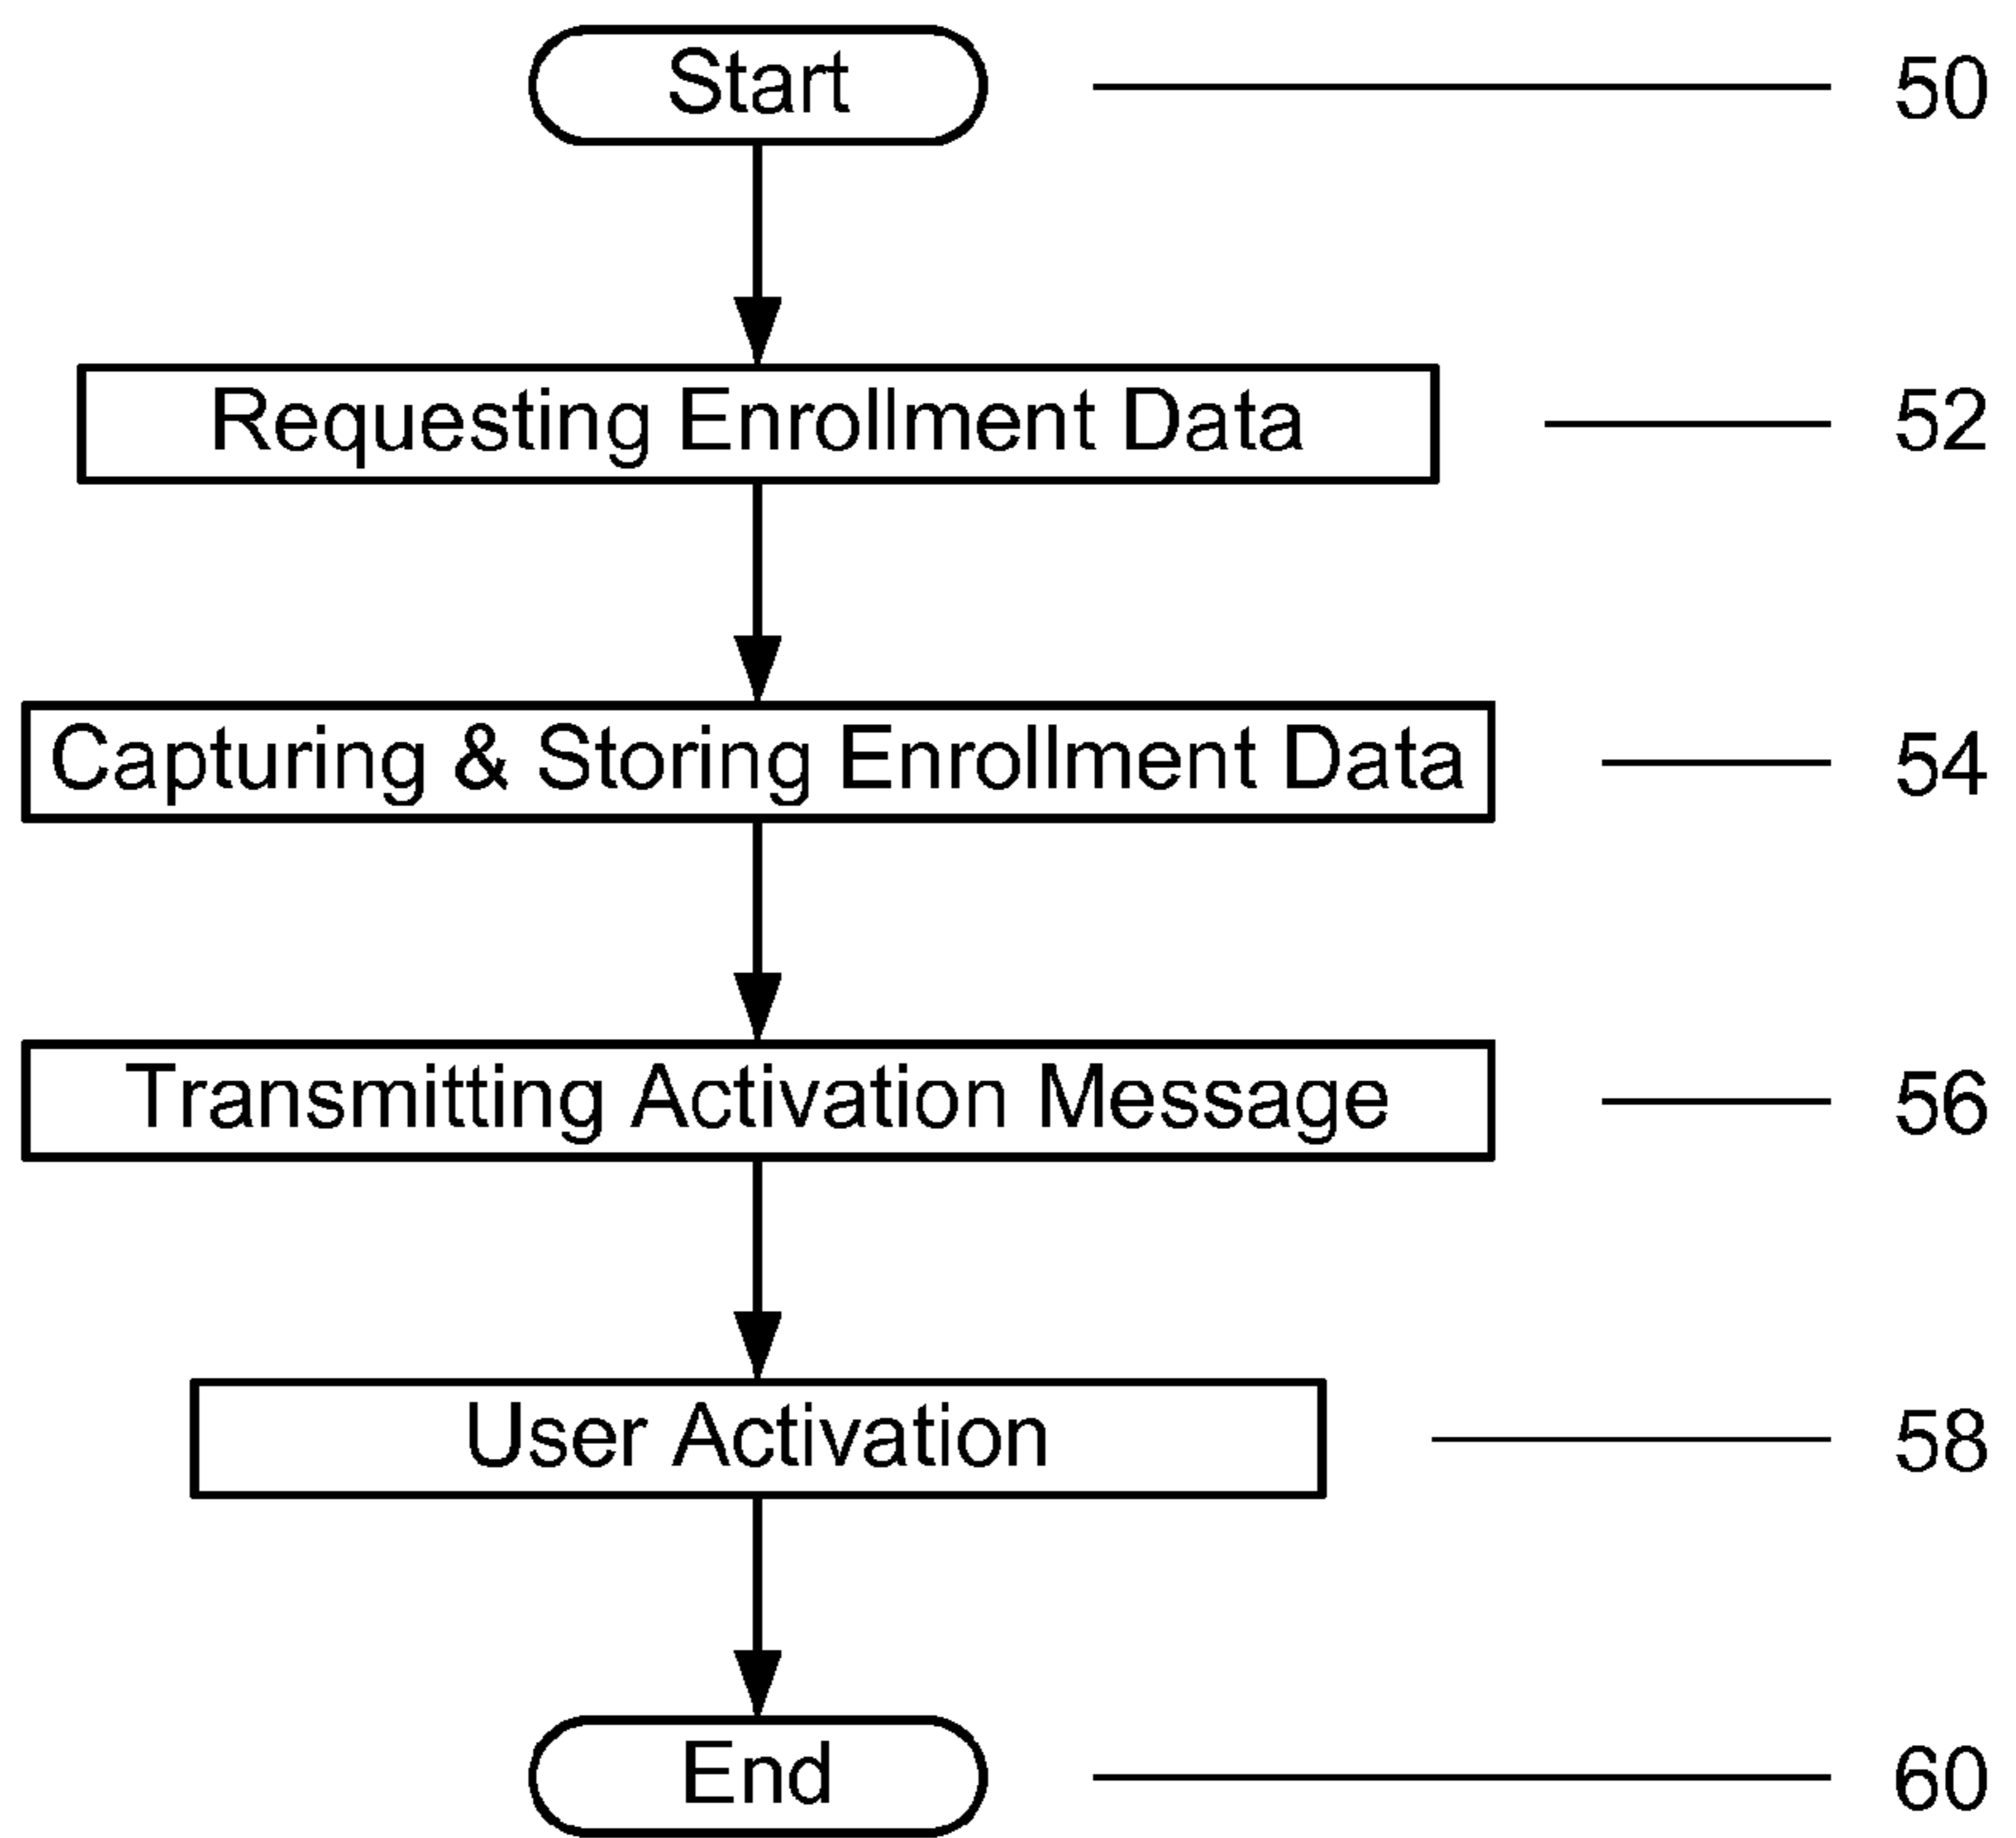 Start 50
Requesting Enrollment Data 52
Capturing & Storing Enrollment Data 54
Transmitting Activation Message 56
User Activation 58
End 60